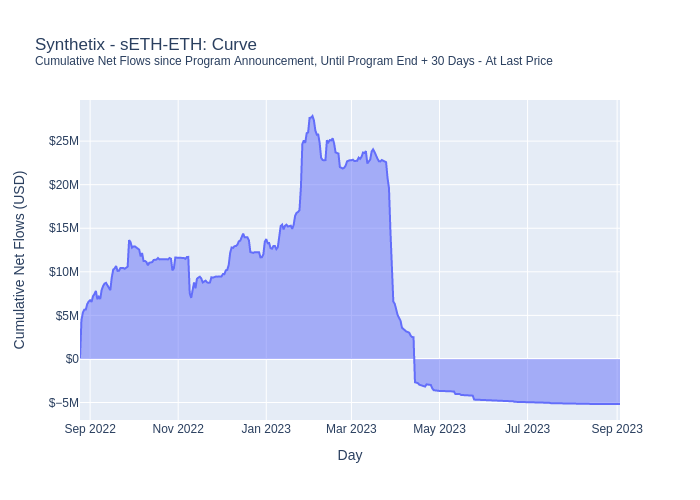 Synthetix - sETH-ETH: Curve
Cumulative Net Flows since Program Announcement, Until Program End + 30 Days - At Last Price
Cumulative Net Flows (USD)
$25M
$20M
$15M
$10M
$5M
$0
$−5M
Sep 2022 Nov 2022 Jan 2023 Mar 2023 May 2023 Jul 2023 Sep 2023
Day